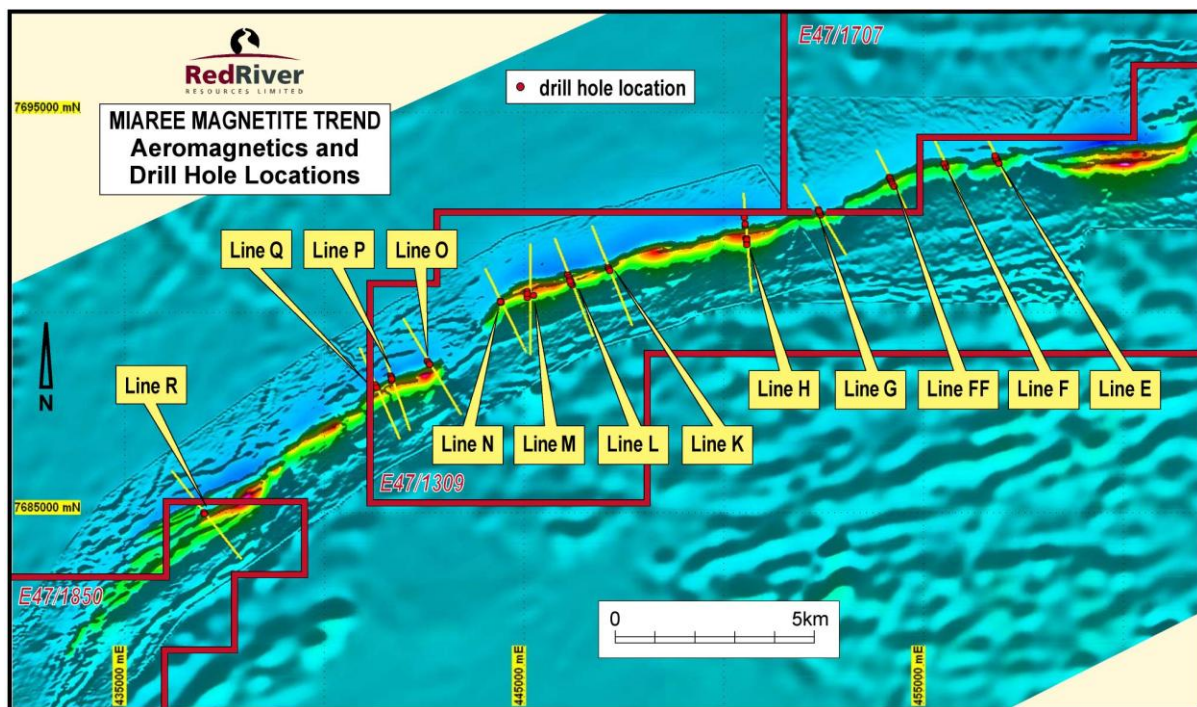 E47/1707
RedRiver
RESOURCES LIMITED
drill hole location
7695000 mN
MIAREE MAGNETITE TREND
Aeromagnetics and
Drill Hole Locations
Line Q
Line P
Line O
Line R
N
Line H
Line G
Line FF
Line F
Line E
Line N
Line M
Line L
Line K
E47/1309
7685000 mN
E47/1850
0
5km
435000 mE
445000 mE
455000 mE